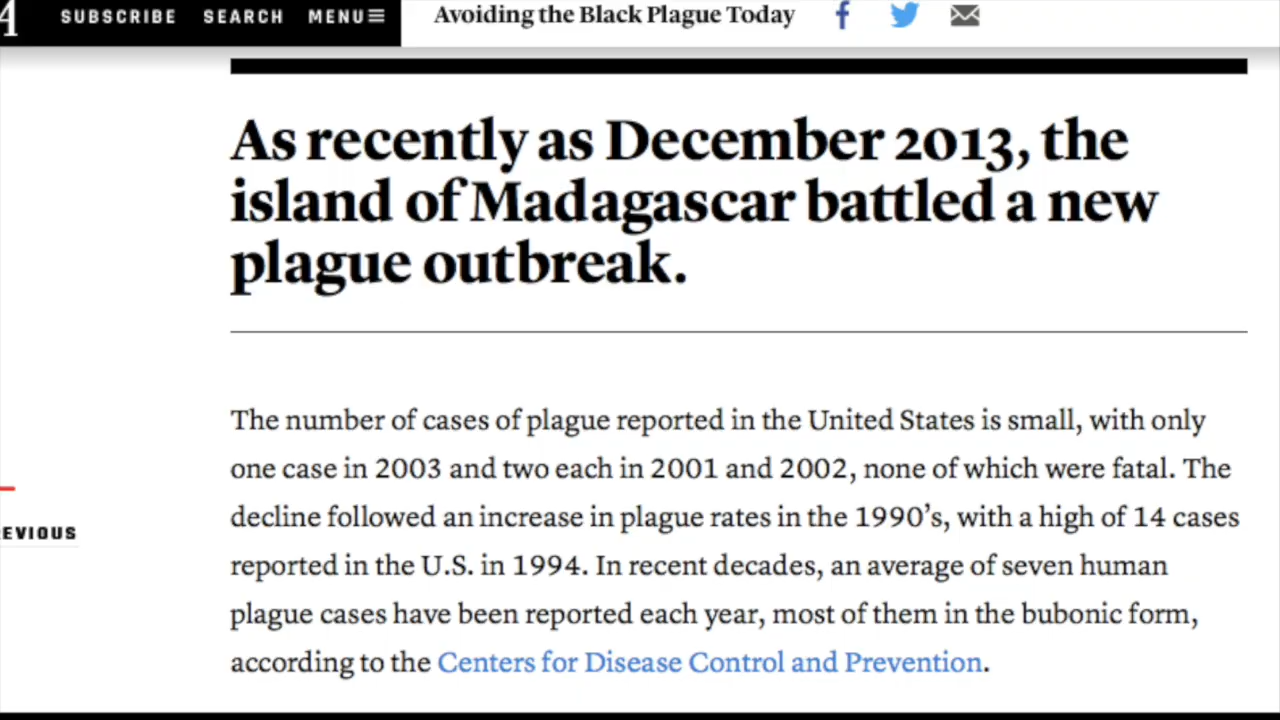 SUBSCRIBE SEARCH MENU Avoiding the Black Plague Today
As recently as December 2013, the
island of Madagascar battled a new
plague outbreak.
The number of cases of plague reported in the United States is small, with only
one case in 2003 and two each in 2001 and 2002, none of which were fatal. The
decline followed an increase in plague rates in the 1990’s, with a high of 14 cases
EVIOUS
reported in the U.S. in 1994. In recent decades, an average of seven human
plague cases have been reported each year, most of them in the bubonic form,
according to the Centers for Disease Control and Prevention.